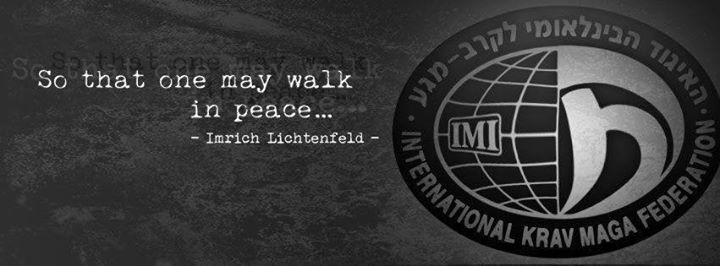 So that one may walk
in peace...
- Imrich Lichtenfeld -
האיגוד הבינלאומי לקרב-מגע
IMI
· INTERNATIONAL KRAV MAGA FEDERATION ·